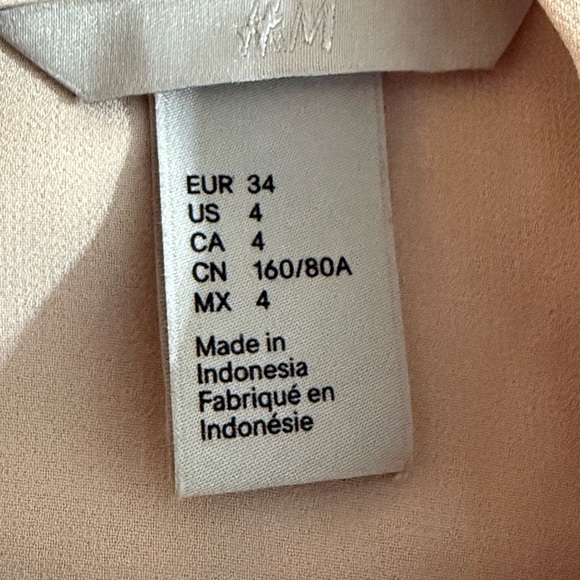 H&M
EUR 34
US 4
CA 4
CN 160/80A
MX 4
Made in
Indonesia
Fabriqué en
Indonésie